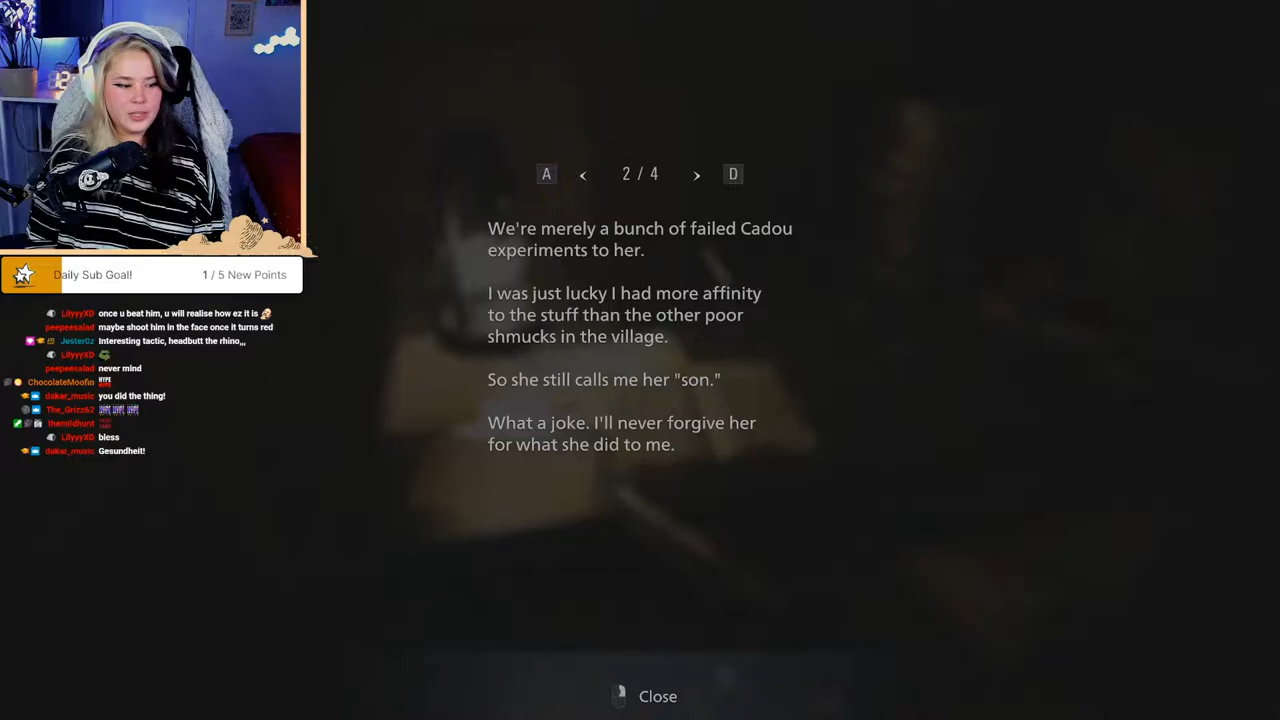 A < 2 / 4 > D
We're merely a bunch of failed Cadou
experiments to her.
I was just lucky I had more affinity
to the stuff than the other poor
shmucks in the village.
So she still calls me her "son."
What a joke. I'll never forgive her
for what she did to me.
Close
Daily Sub Goal! 1 / 5 New Points
LilyyyXD once u beat him, u will realise how ez it is
peepeesalad maybe shoot him in the face once it turns red
Jester0z Interesting tactic, headbutt the rhino,,,
LilyyyXD
peepeesalad never mind
ChocolateMoofin HYPE
dakar_music you did the thing!
The_Grizz62
themildhunt
LilyyyXD bless
dakar_music Gesundheit!